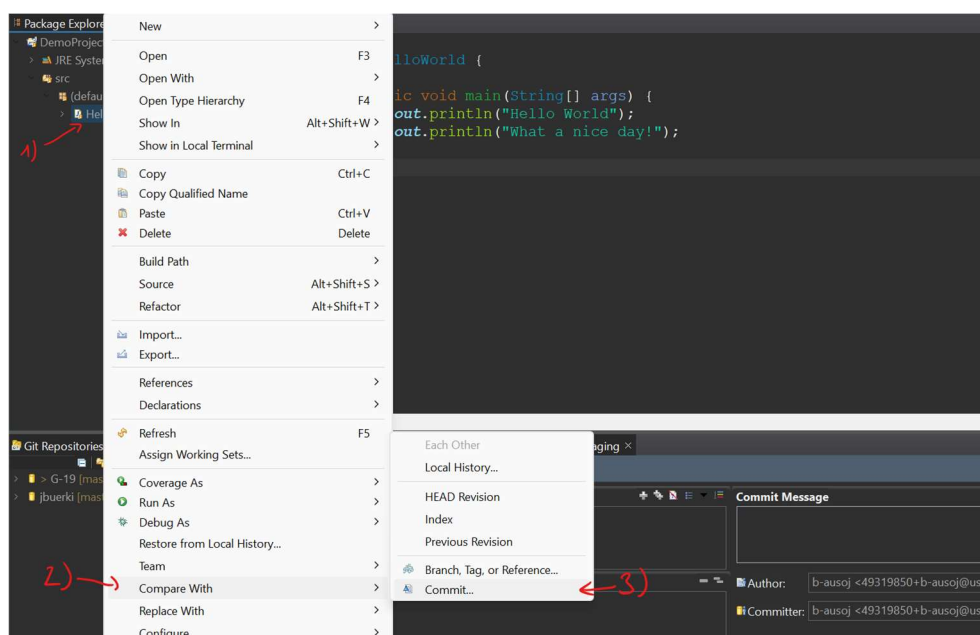 Package Explore
DemoProjec
JRE Syste
src
(defau
Hel
1)
New
Open F3
Open With
Open Type Hierarchy F4
Show In Alt+Shift+W
Show in Local Terminal
Copy Ctrl+C
Copy Qualified Name
Paste Ctrl+V
Delete Delete
Build Path
Source Alt+Shift+S
Refactor Alt+Shift+T
Import...
Export...
References
Declarations
Refresh F5
Assign Working Sets...
Coverage As
Run As
Debug As
Restore from Local History...
Team
2)
Compare With
Replace With
Configure
lloWorld {
ic void main(String[] args) {
out.println("Hello World");
out.println("What a nice day!");
Git Repositories
> G-19 [mas
jbuerki [mast
Each Other
Local History...
HEAD Revision
Index
Previous Revision
Branch, Tag, or Reference...
Commit...
3)
aging
Commit Message
Author: b-ausoj <49319850+b-ausoj@us
Committer: b-ausoj <49319850+b-ausoj@us